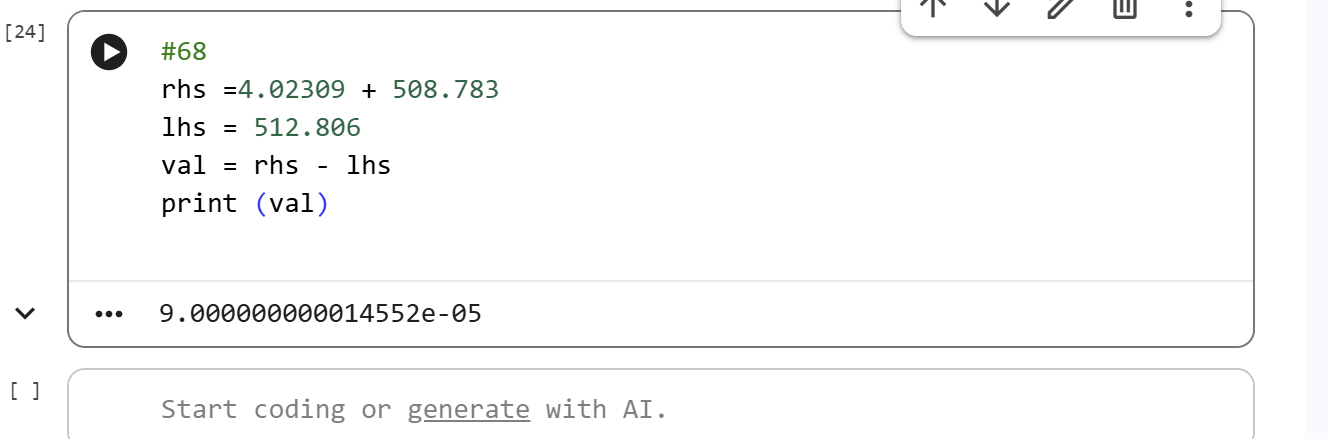 [24]
#68
rhs =4.02309 + 508.783
lhs = 512.806
val = rhs - lhs
print (val)
9.000000000014552e-05
[ ]
Start coding or generate with AI.